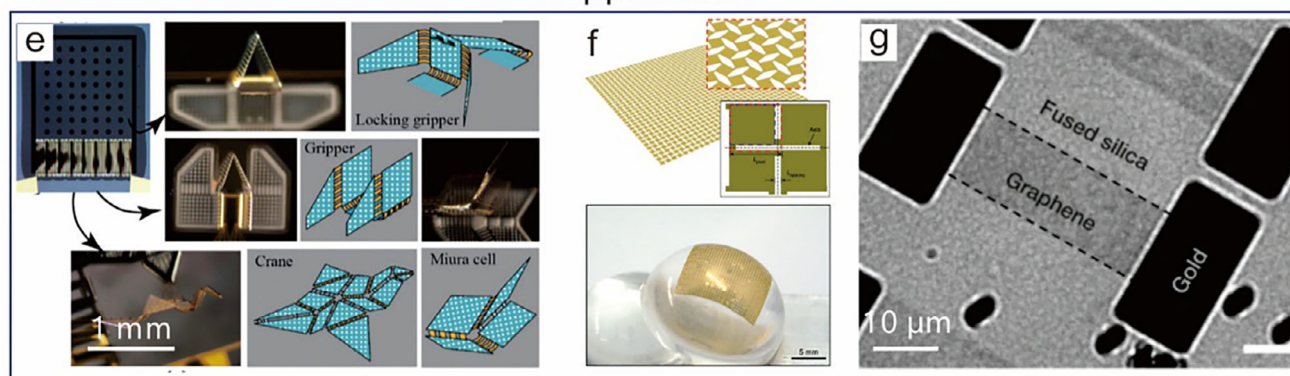 e
Locking gripper
Gripper
1 mm
Crane
Miura cell
f
5 mm
g
Fused silica
Graphene
Gold
10 µm